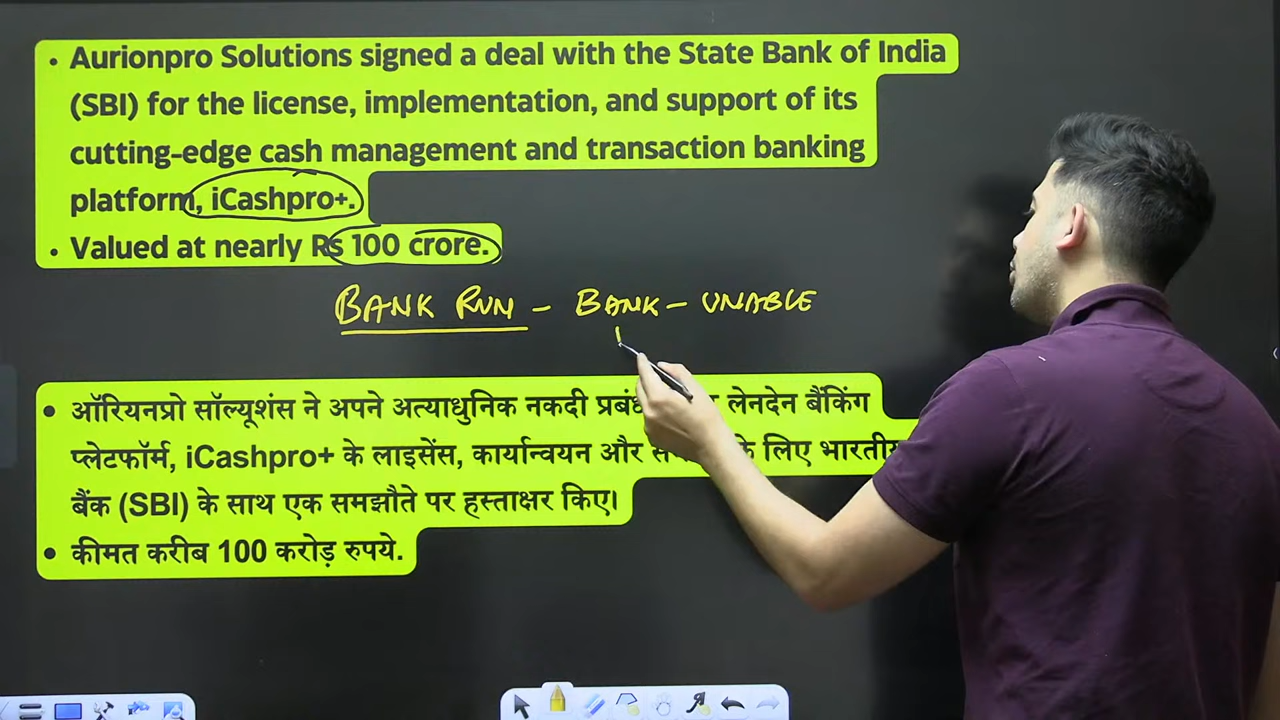 • Aurionpro Solutions signed a deal with the State Bank of India
(SBI) for the license, implementation, and support of its
cutting-edge cash management and transaction banking
platform, iCashpro+.
• Valued at nearly Rs 100 crore.
BANK RUN – BANK – UNABLE
• ऑरियनप्रो सॉल्यूशंस ने अपने अत्याधुनिक नकदी लेनदेन बैंकिंग
प्लेटफॉर्म, iCashpro+ के लाइसेंस, कार्यान्वयन और के लिए
बैंक (SBI) के साथ एक समझौते पर हस्ताक्षर किए।
• कीमत करीब 100 करोड़ रुपये.